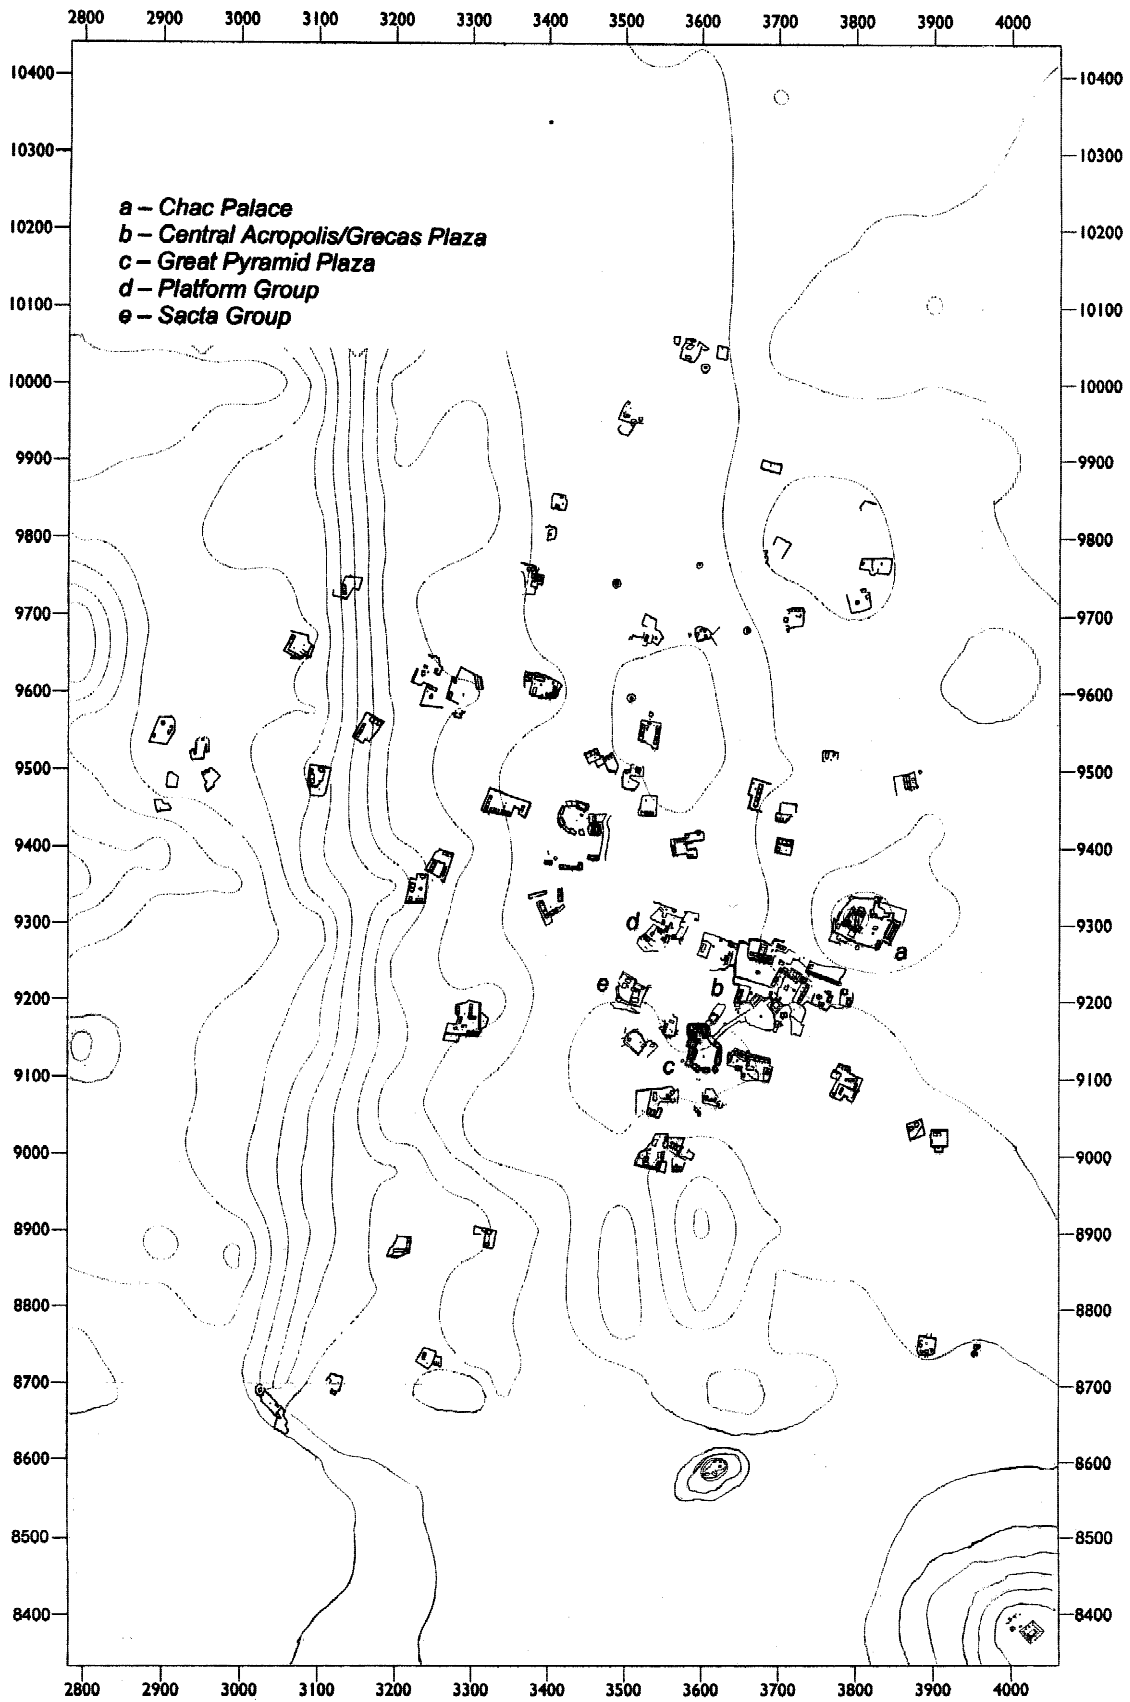 2800 2900 3000 3100 3200 3300 3400 3500 3600 3700 3800 3900 4000
10400 10400
10300 10300
10200 10200
10100 10100
10000 10000
9900 9900
9800 9800
9700 9700
9600 9600
9500 9500
9400 9400
9300 9300
9200 9200
9100 9100
9000 9000
8900 8900
8800 8800
8700 8700
8600 8600
8500 8500
8400 8400
a – Chac Palace
b – Central Acropolis/Grecas Plaza
c – Great Pyramid Plaza
d – Platform Group
e – Sacta Group
d
a
e
b
c
2800 2900 3000 3100 3200 3300 3400 3500 3600 3700 3800 3900 4000